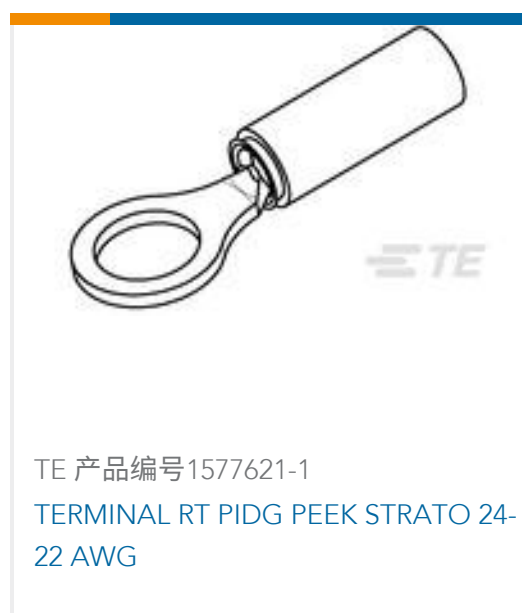 TE
TE 产品编号1577621-1
TERMINAL RT PIDG PEEK STRATO 24-
22 AWG